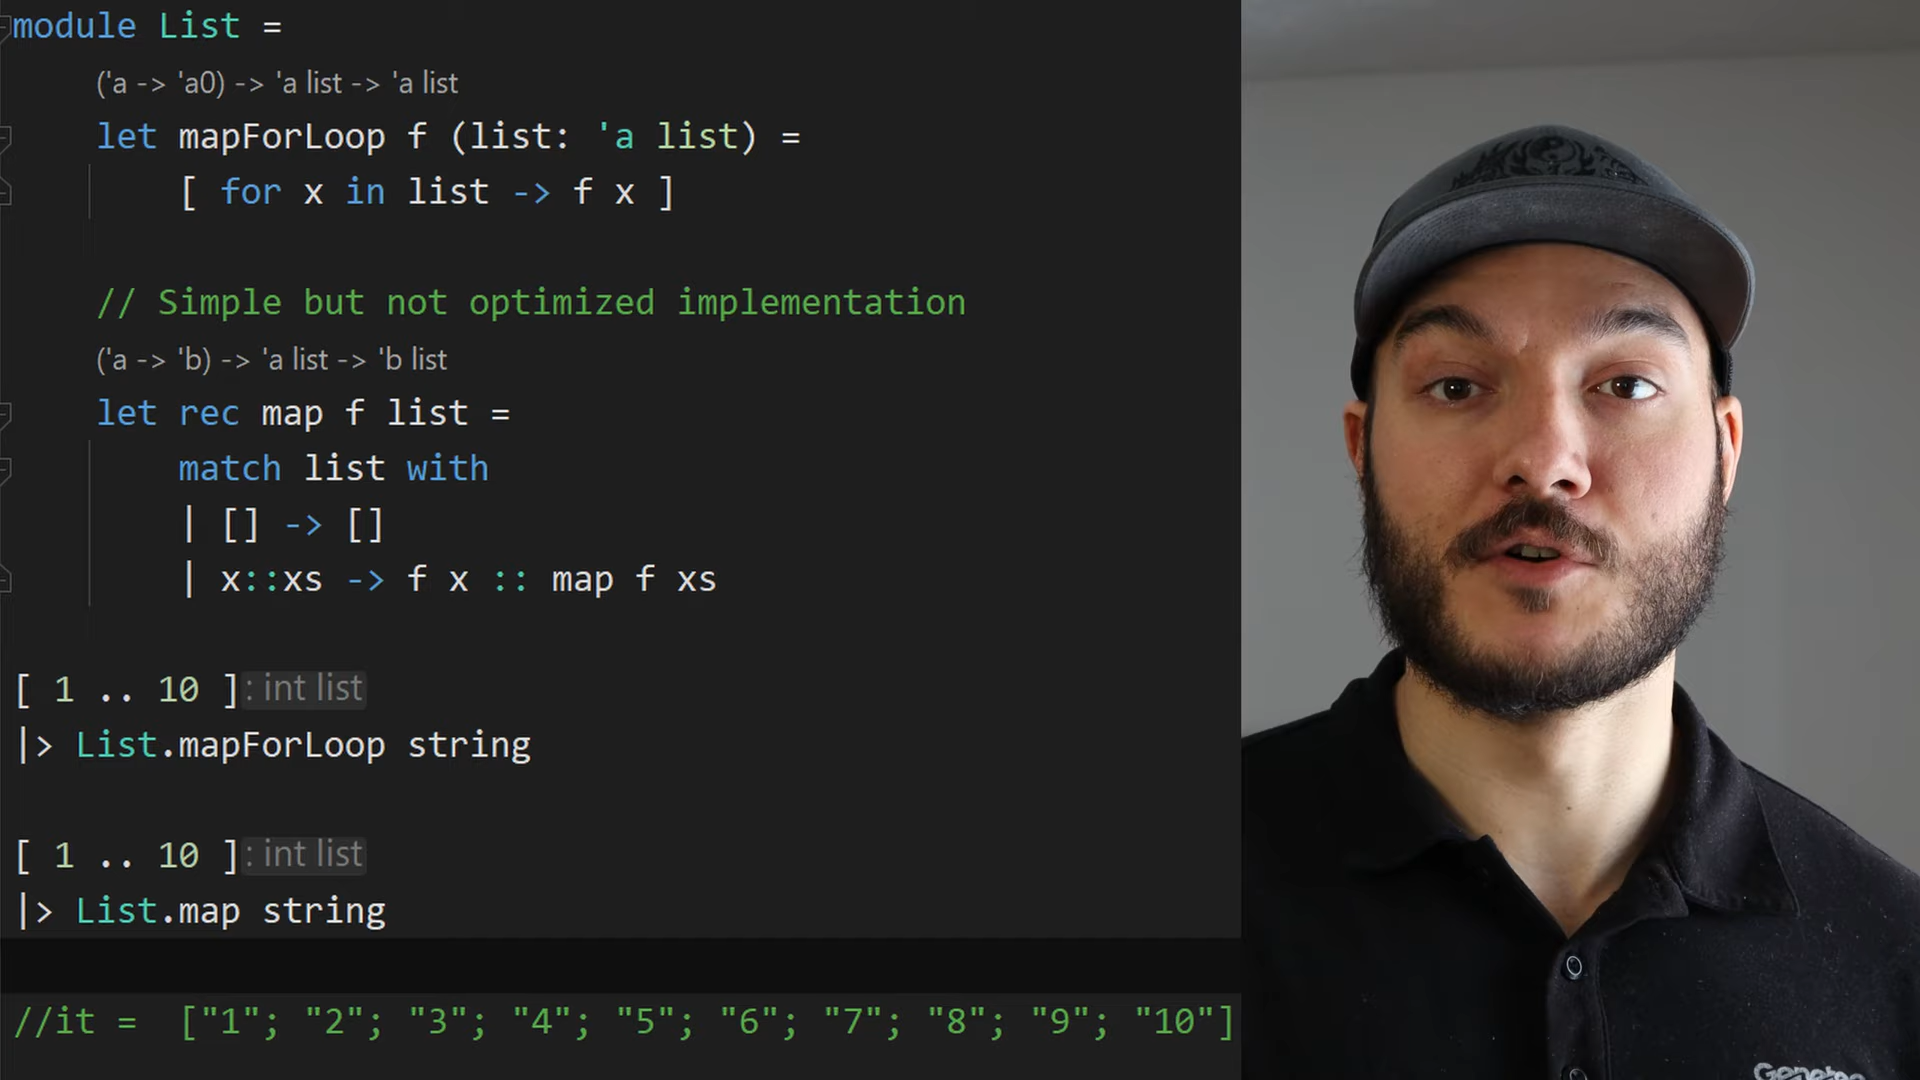 module List =
('a -> 'a0) -> 'a list -> 'a list
let mapForLoop f (list: 'a list) =
[ for x in list -> f x ]
// Simple but not optimized implementation
('a -> 'b) -> 'a list -> 'b list
let rec map f list =
match list with
| [] -> []
| x::xs -> f x :: map f xs
[ 1 .. 10 ] : int list
|> List.mapForLoop string
[ 1 .. 10 ] : int list
|> List.map string
//it =  ["1"; "2"; "3"; "4"; "5"; "6"; "7"; "8"; "9"; "10"]